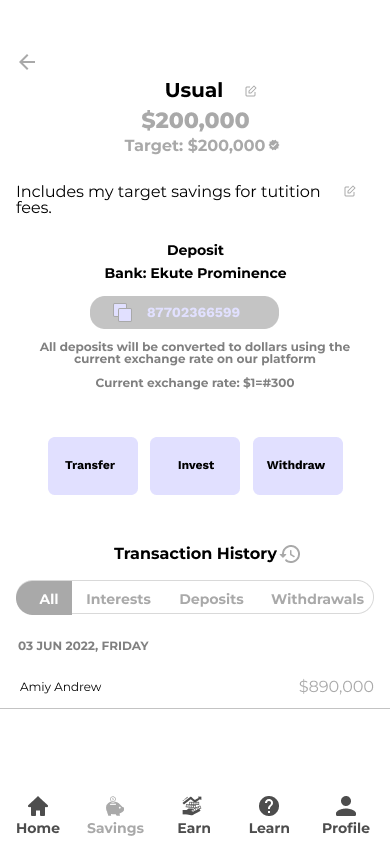 Usual
$200,000
Target: $200,000
Includes my target savings for tutition
fees.
Deposit
Bank: Ekute Prominence
87702366599
All deposits will be converted to dollars using the
current exchange rate on our platform
Current exchange rate: $1=#300
Transfer Invest Withdraw
Transaction History
All Interests Deposits Withdrawals
03 JUN 2022, FRIDAY
Amiy Andrew $890,000
Home Savings Earn Learn Profile